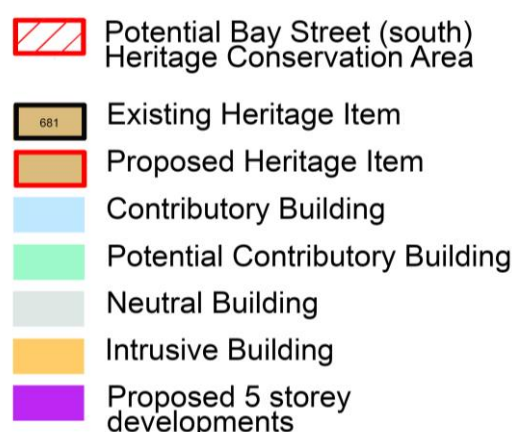 Potential Bay Street (south)
Heritage Conservation Area
681
Existing Heritage Item
Proposed Heritage Item
Contributory Building
Potential Contributory Building
Neutral Building
Intrusive Building
Proposed 5 storey
developments